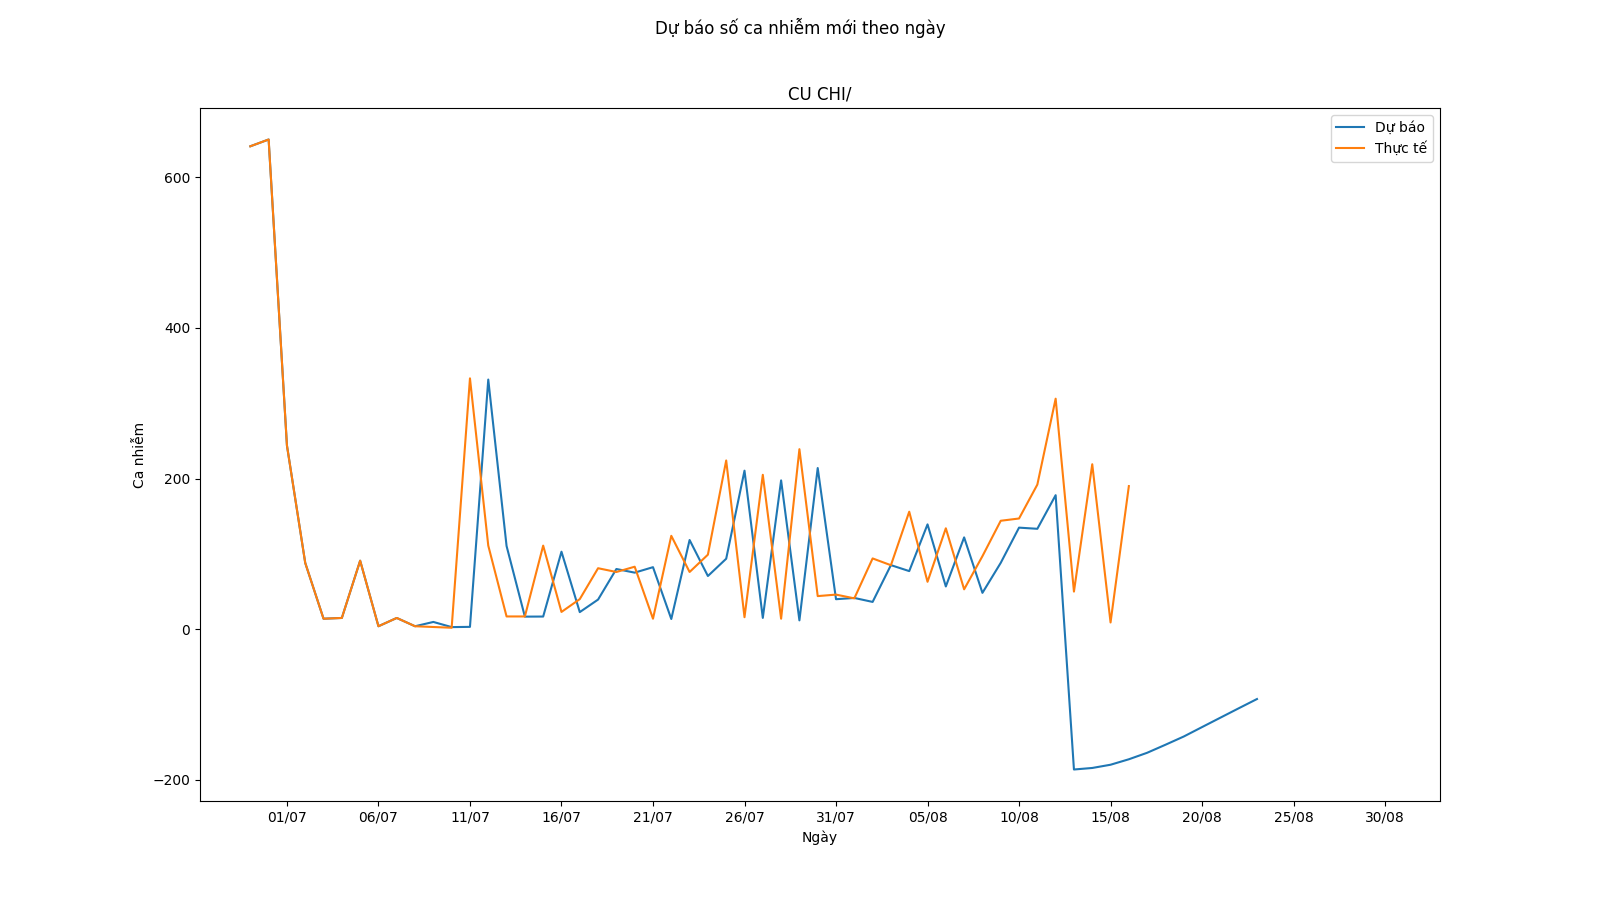 Dự báo số ca nhiễm mới theo ngày
CU CHI/
Dự báo
Thực tế
600
400
200
0
−200
Ca nhiễm
01/07 06/07 11/07 16/07 21/07 26/07 31/07 05/08 10/08 15/08 20/08 25/08 30/08
Ngày